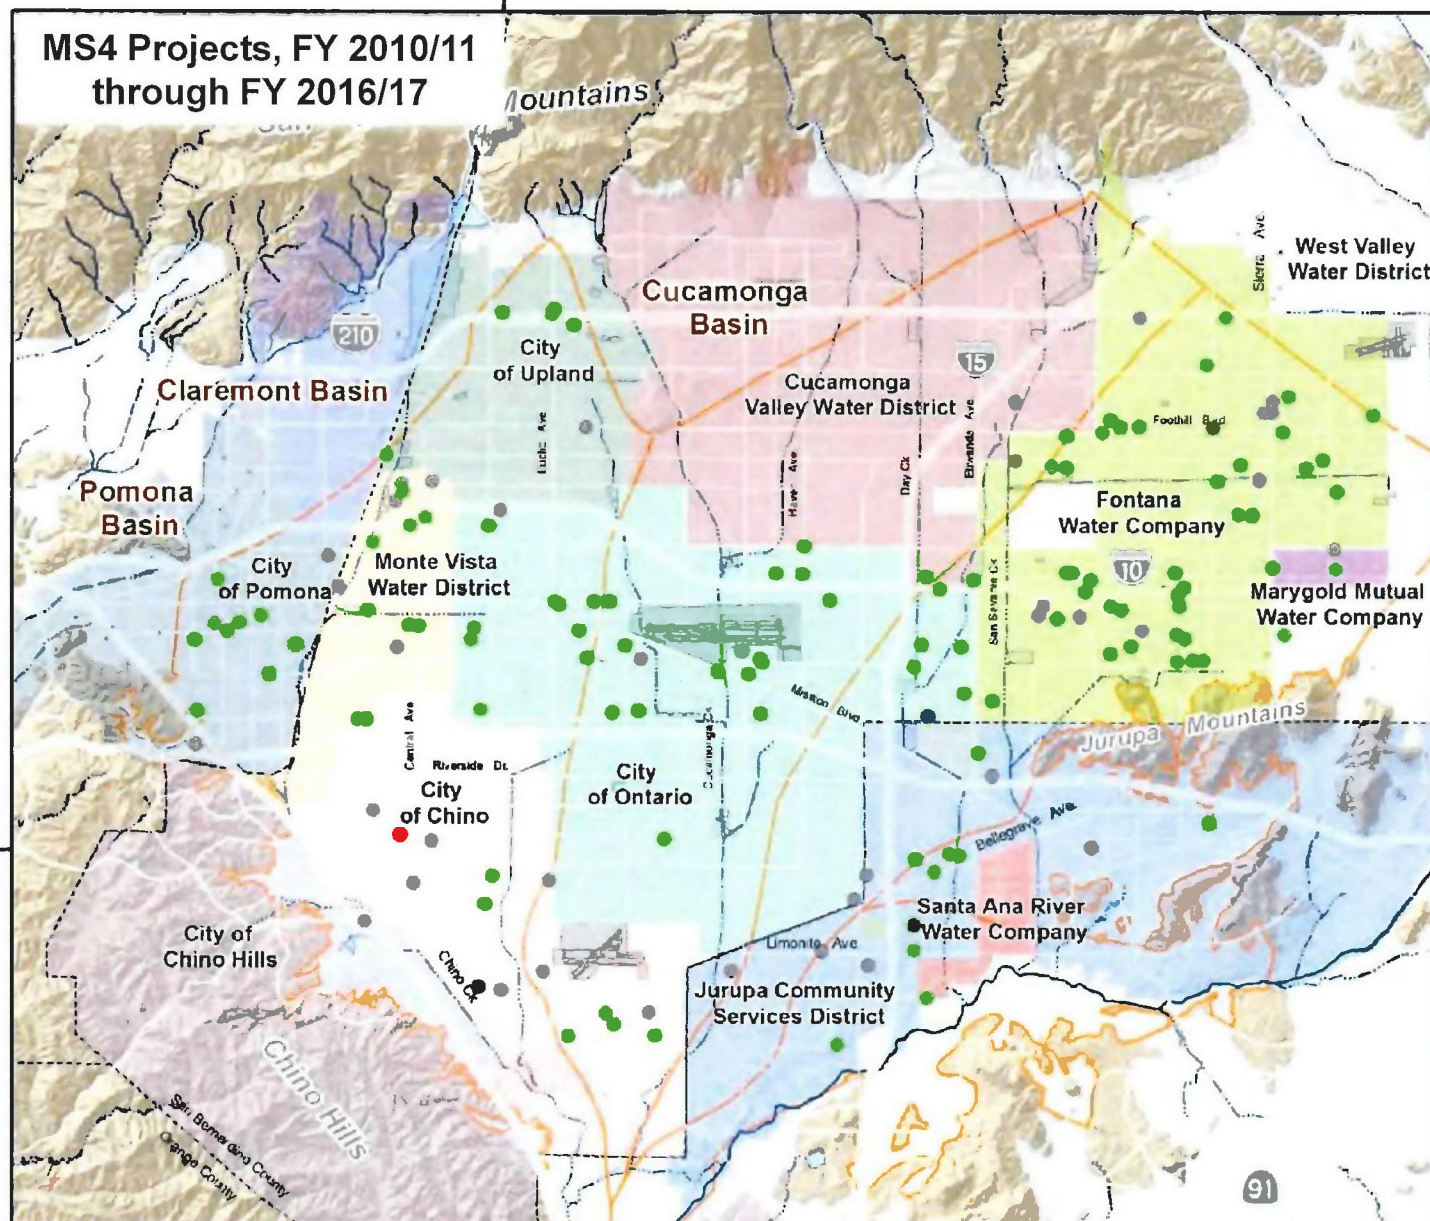 MS4 Projects, FY 2010/11
through FY 2016/17
Mountains
San
Sierra Ave.
West Valley
Water District
Cucamonga
Basin
210
City
of Upland
15
Claremont Basin
Cucamonga
Valley Water District
Euclid Ave
Haven Ave
Day Ck
Etiwanda Ave
Foothill Blvd
Pomona
Basin
Fontana
Water Company
San Sevaine Ck
10
City
of Pomona
Monte Vista
Water District
Marygold Mutual
Water Company
Mission Blvd
Jurupa Mountains
Central Ave
Riverside Dr.
Cucamonga Ck
City
of Chino
City
of Ontario
Bellegrave Ave.
City of
Chino Hills
Santa Ana River
Water Company
Limonite Ave
Chino Ck
Jurupa Community
Services District
Chino Hills
San Bernardino County
Orange County
91